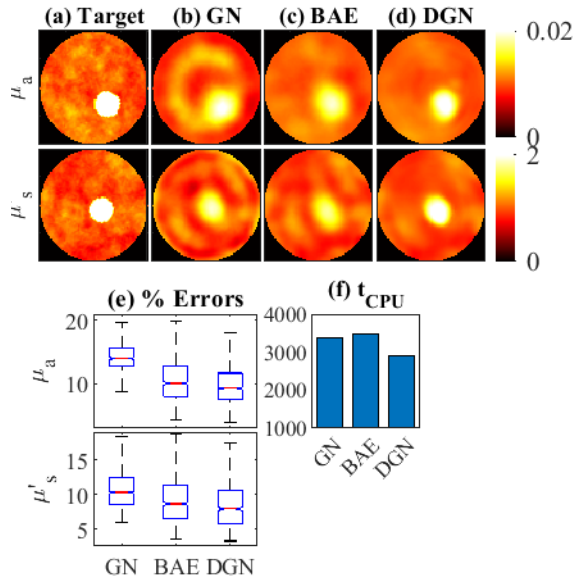 (a) Target (b) GN (c) BAE (d) DGN
μa
0.02
0
μ's
2
0
(e) % Errors
(f) tCPU
μa
20
10
4000
3000
2000
1000
GN BAE DGN
μ's
15
10
5
GN BAE DGN